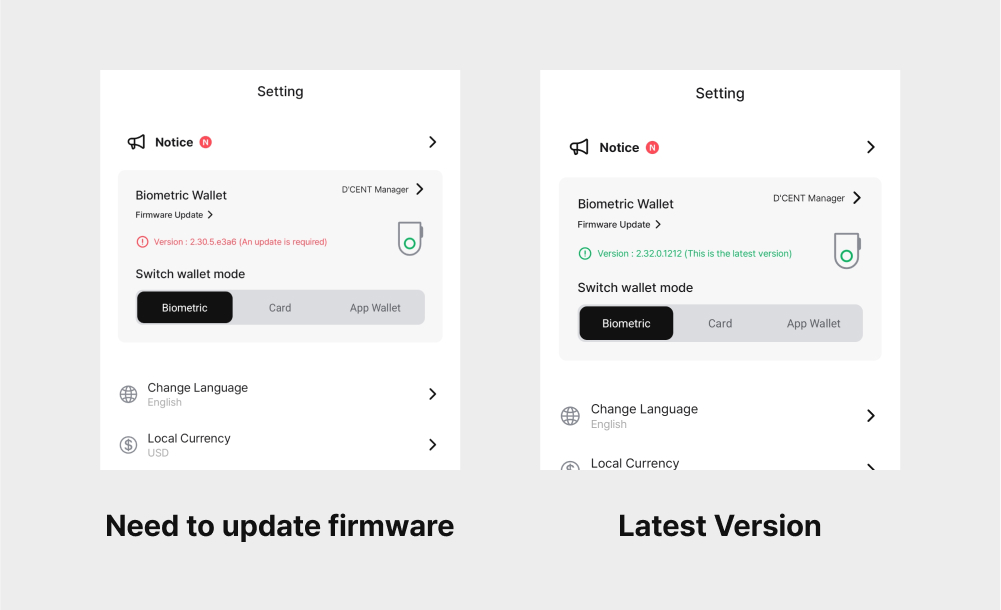 Setting
Notice N
Biometric Wallet
D'CENT Manager
Firmware Update
Version : 2.30.5.e3a6 (An update is required)
Switch wallet mode
Biometric Card App Wallet
Change Language
English
$ Local Currency
USD
Need to update firmware
Setting
Notice N
Biometric Wallet
D'CENT Manager
Firmware Update
Version : 2.32.0.1212 (This is the latest version)
Switch wallet mode
Biometric Card App Wallet
Change Language
English
Local Currency
Latest Version